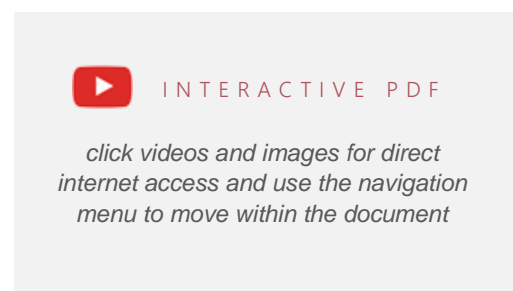 INTERACTIVE PDF
click videos and images for direct
internet access and use the navigation
menu to move within the document